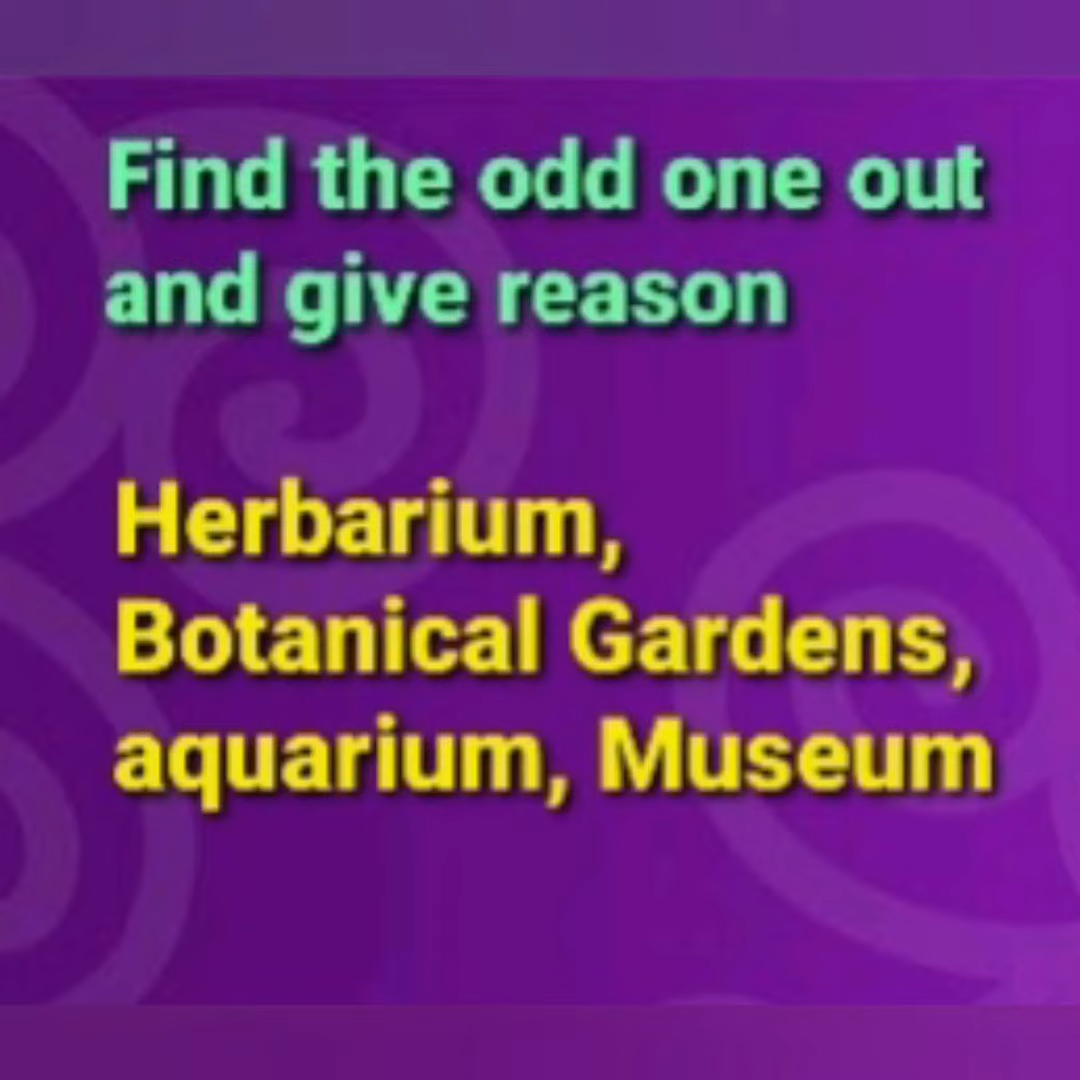 Find the odd one out
and give reason
Herbarium,
Botanical Gardens,
aquarium, Museum